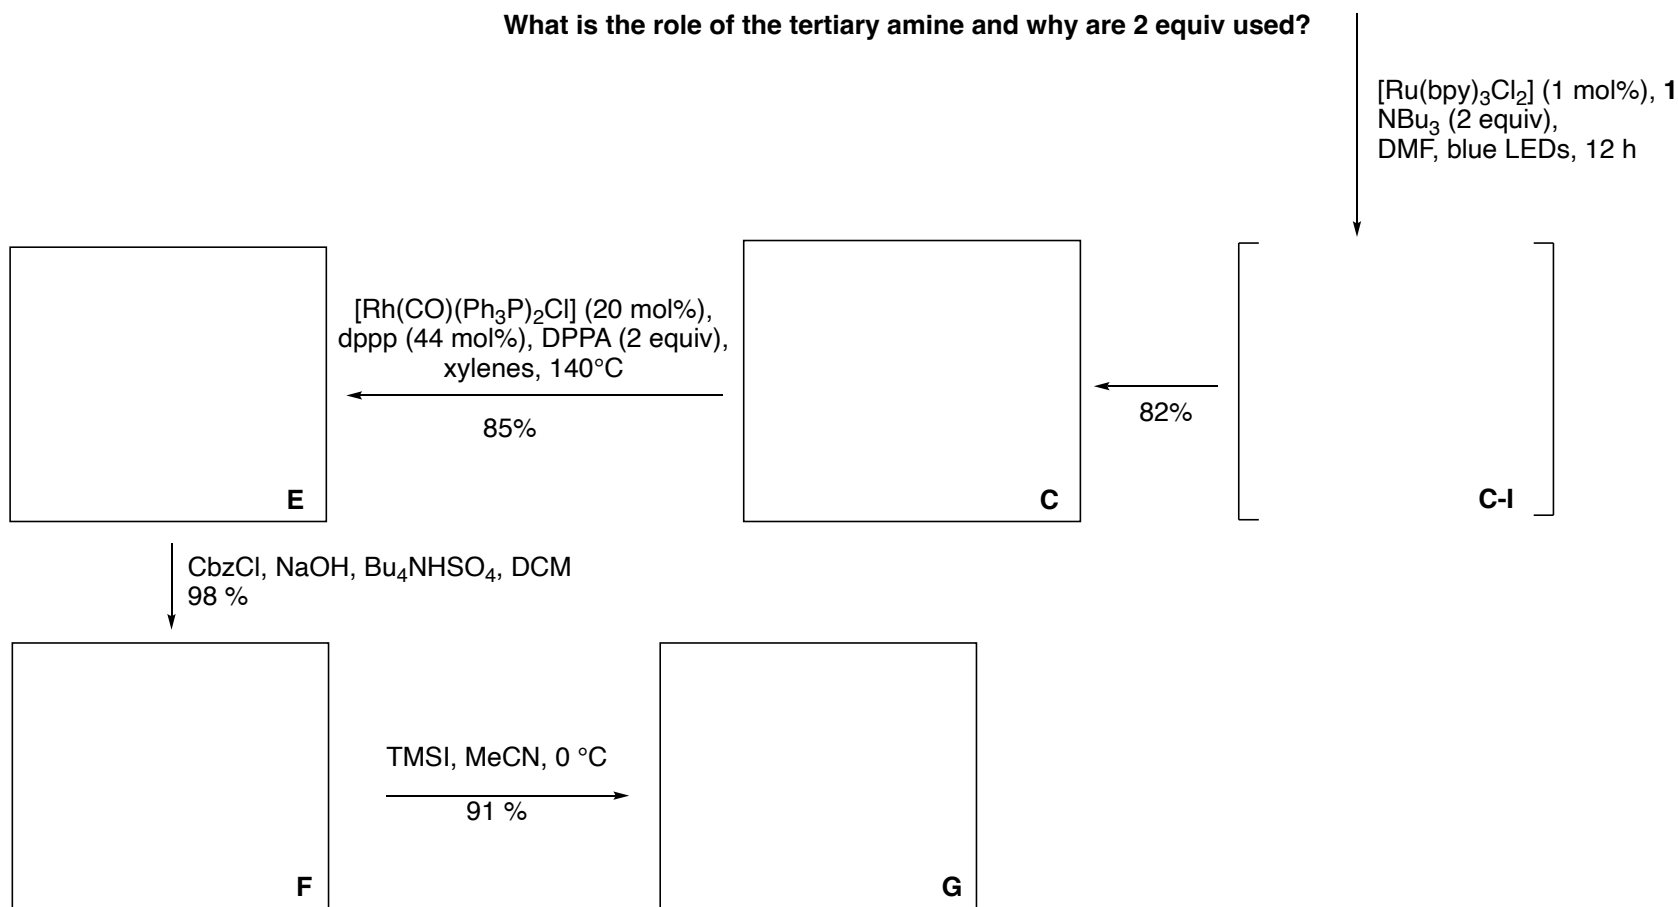 What is the role of the tertiary amine and why are 2 equiv used?
[Ru(bpy)₃Cl₂] (1 mol%), 1
NBu₃ (2 equiv),
DMF, blue LEDs, 12 h
[Rh(CO)(Ph₃P)₂Cl] (20 mol%),
dppp (44 mol%), DPPA (2 equiv),
xylenes, 140°C
85%
82%
E
C
C-I
CbzCl, NaOH, Bu₄NHSO₄, DCM
98 %
TMSI, MeCN, 0 °C
91 %
F
G